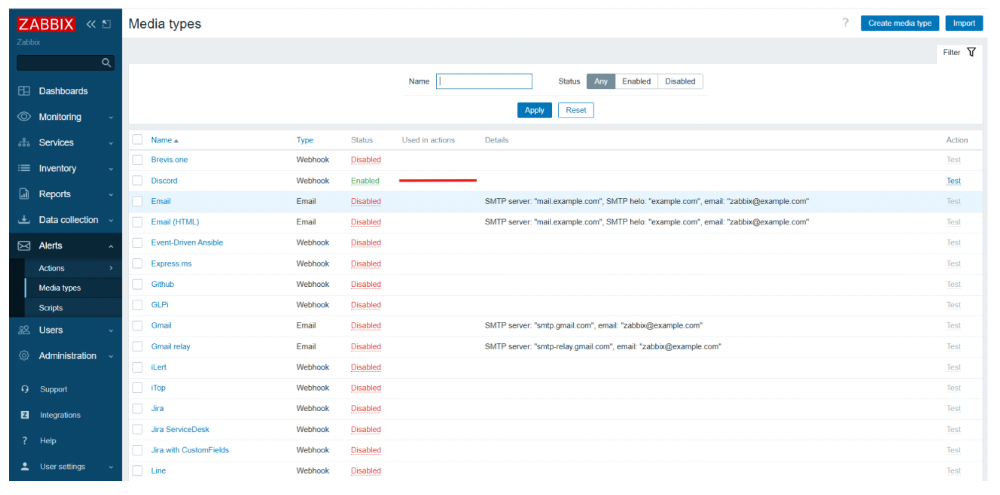 ZABBIX
Zabbix
Dashboards
Monitoring
Services
Inventory
Reports
Data collection
Alerts
Actions
Media types
Scripts
Users
Administration
Support
Z Integrations
? Help
User settings
Media types
? Create media type Import
Filter
Name Status Any Enabled Disabled
Apply Reset
Name Type Status Used in actions Details Action
Brevis.one Webhook Disabled Test
Discord Webhook Enabled Test
Email Email Disabled SMTP server: "mail.example.com", SMTP helo: "example.com", email: "zabbix@example.com" Test
Email (HTML) Email Disabled SMTP server: "mail.example.com", SMTP helo: "example.com", email: "zabbix@example.com" Test
Event-Driven Ansible Webhook Disabled Test
Express.ms Webhook Disabled Test
Github Webhook Disabled Test
GLPi Webhook Disabled Test
Gmail Email Disabled SMTP server: "smtp.gmail.com", email: "zabbix@example.com" Test
Gmail relay Email Disabled SMTP server: "smtp-relay.gmail.com", email: "zabbix@example.com" Test
iLert Webhook Disabled Test
iTop Webhook Disabled Test
Jira Webhook Disabled Test
Jira ServiceDesk Webhook Disabled Test
Jira with CustomFields Webhook Disabled Test
Line Webhook Disabled Test